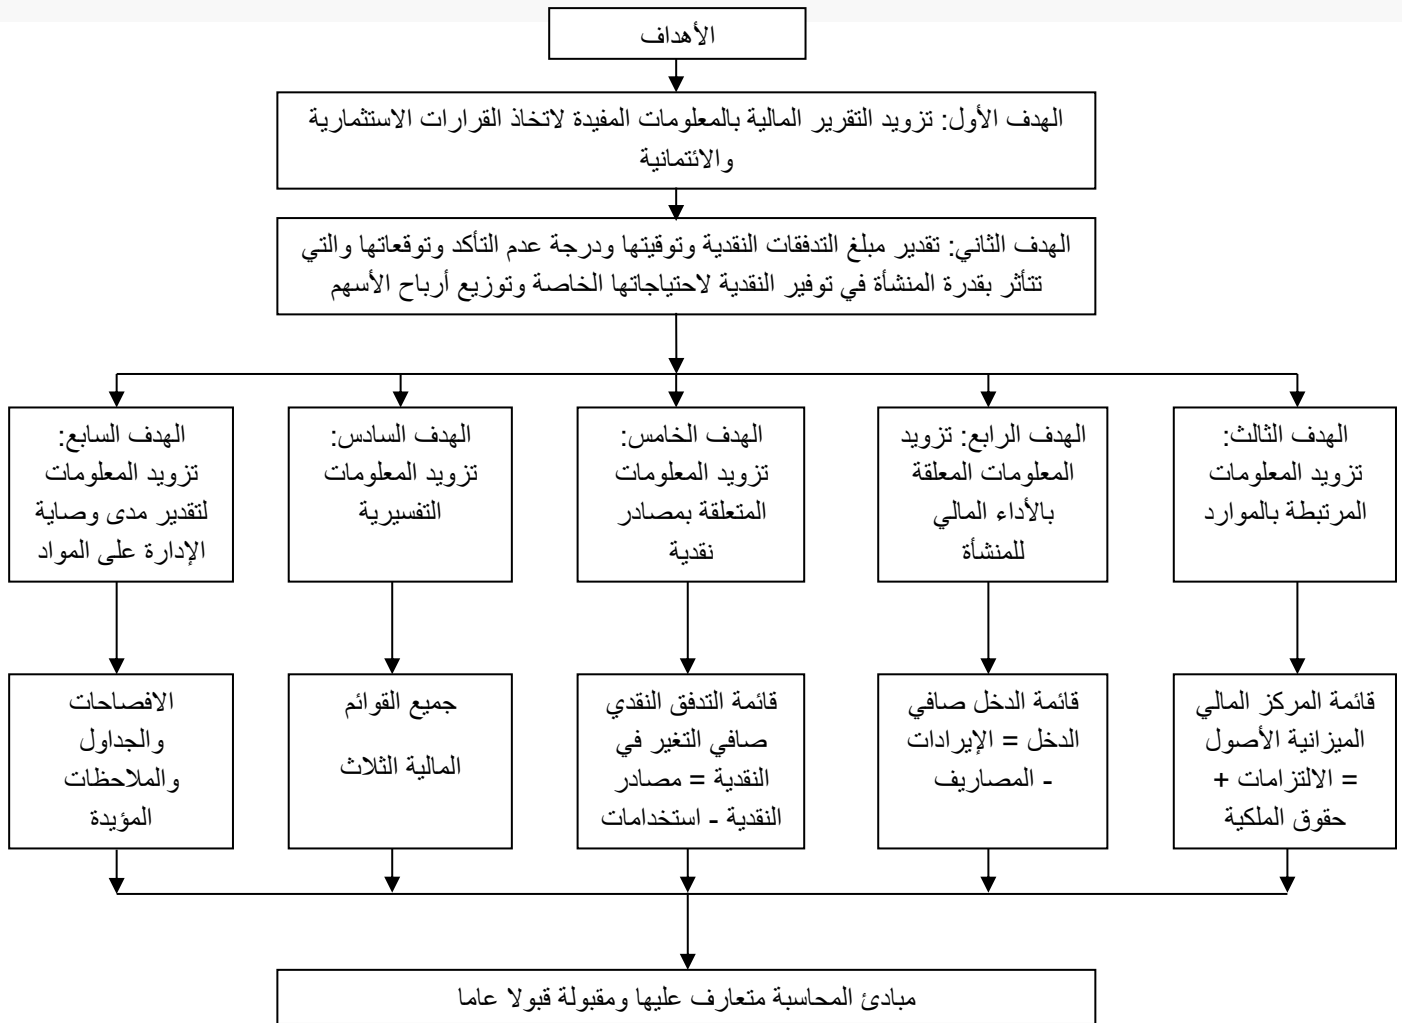 الأهداف
الهدف الأول: تزويد التقرير المالية بالمعلومات المفيدة لاتخاذ القرارات الاستثمارية
والائتمانية
الهدف الثاني: تقدير مبلغ التدفقات النقدية وتوقيتها ودرجة عدم التأكد وتوقعاتها والتي
تتأثر بقدرة المنشأة في توفير النقدية لاحتياجاتها الخاصة وتوزيع أرباح الأسهم
الهدف الثالث:
تزويد المعلومات
المرتبطة بالموارد
الهدف الرابع: تزويد
المعلومات المعلقة
بالأداء المالي
للمنشأة
الهدف الخامس:
تزويد المعلومات
المتعلقة بمصادر
نقدية
الهدف السادس:
تزويد المعلومات
التفسيرية
الهدف السابع:
تزويد المعلومات
لتقدير مدى وصاية
الإدارة على المواد
قائمة المركز المالي
الميزانية الأصول
= الالتزامات +
حقوق الملكية
قائمة الدخل صافي
الدخل = الإيرادات
- المصاريف
قائمة التدفق النقدي
صافي التغير في
النقدية = مصادر
النقدية - استخدامات
جميع القوائم
المالية الثلاث
الافصاحات
والجداول
والملاحظات
المؤيدة
مبادئ المحاسبة متعارف عليها ومقبولة قبولا عاما